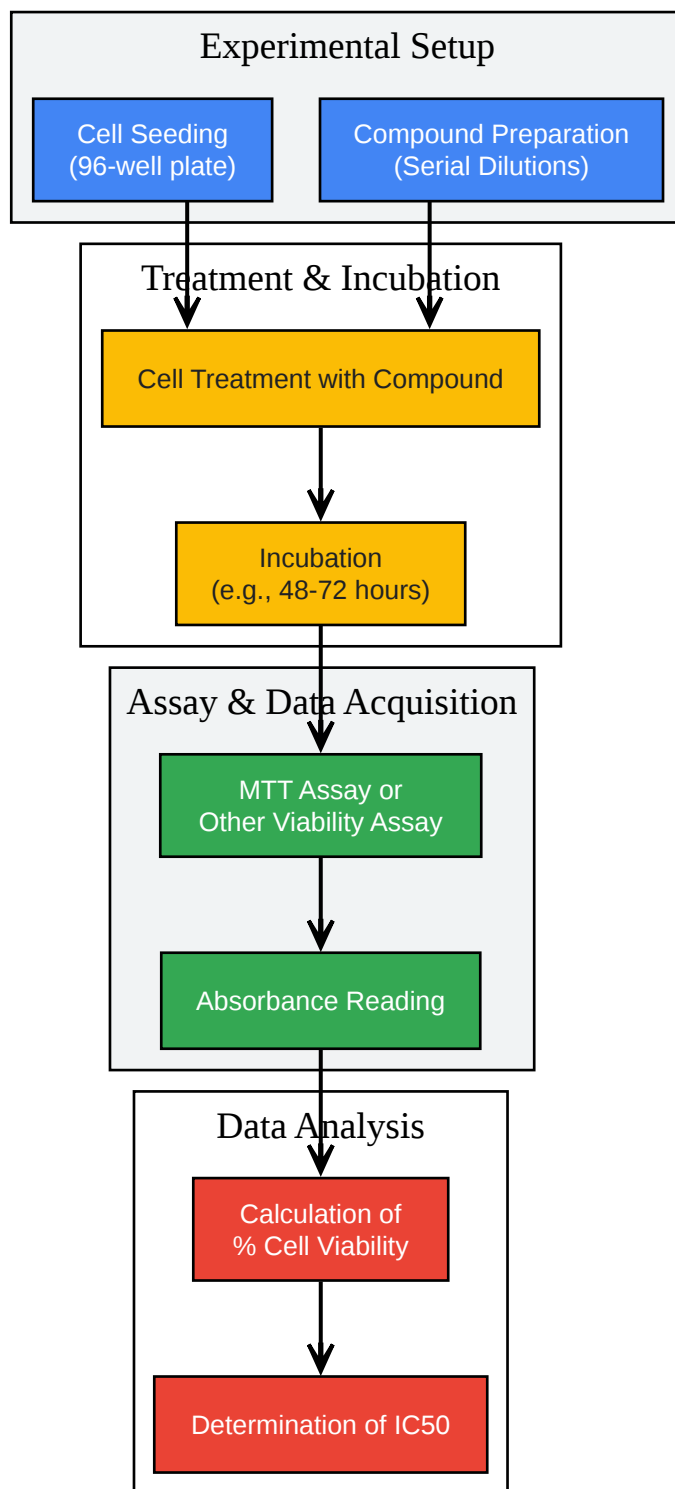 Experimental Setup
Cell Seeding
(96-well plate)
Compound Preparation
(Serial Dilutions)
Treatment & Incubation
Cell Treatment with Compound
Incubation
(e.g., 48-72 hours)
Assay & Data Acquisition
MTT Assay or
Other Viability Assay
Absorbance Reading
Data Analysis
Calculation of
% Cell Viability
Determination of IC50